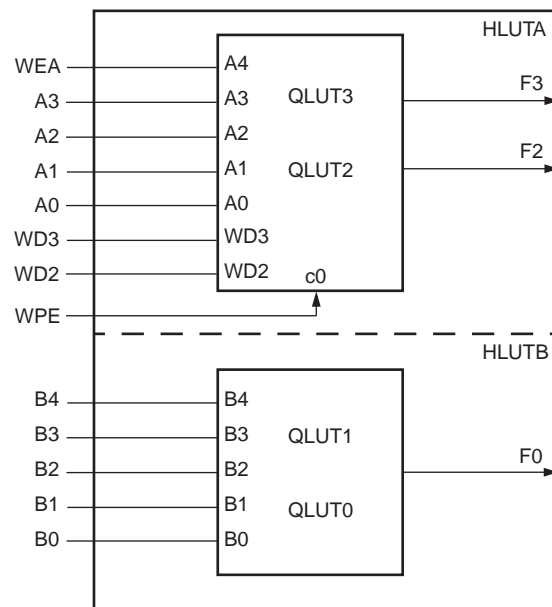 HLUTA
WEA A4
A3 A3 QLUT3 F3
A2 A2
A1 A1 QLUT2 F2
A0 A0
WD3 WD3
WD2 WD2
c0
WPE
HLUTB
B4 B4
B3 B3 QLUT1
B2 B2 F0
B1 B1 QLUT0
B0 B0